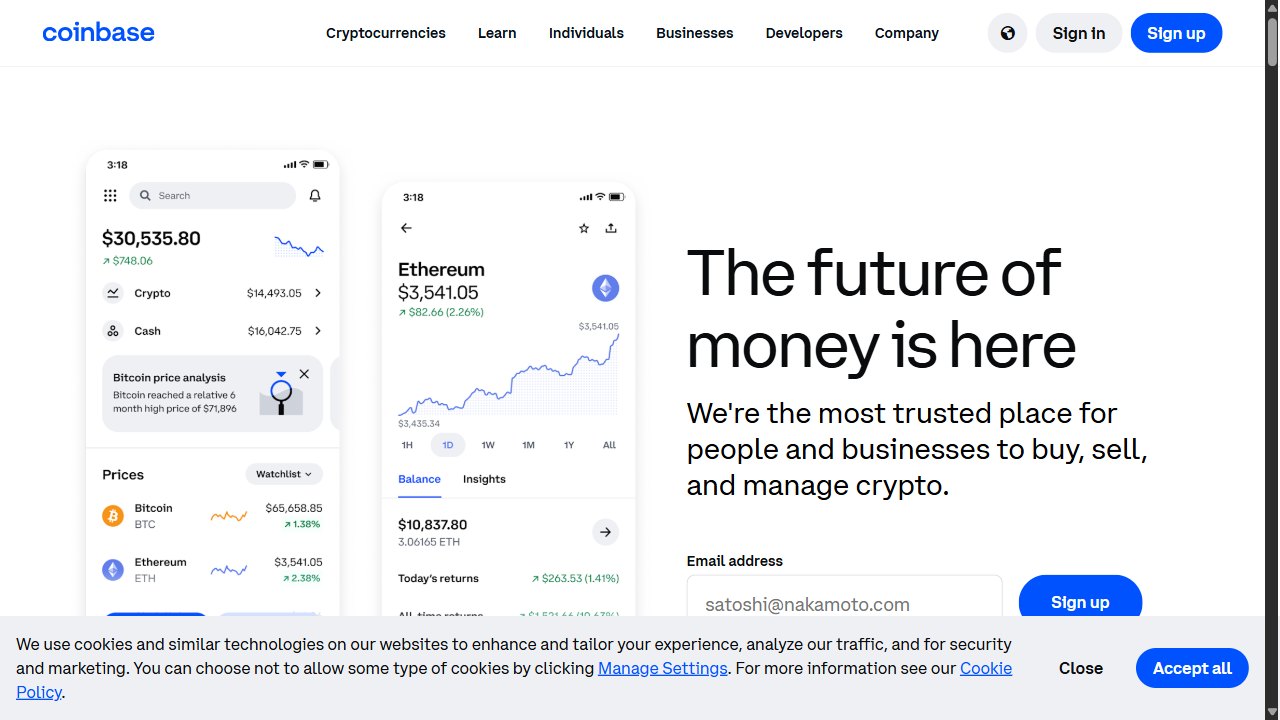 coinbase
Cryptocurrencies
Learn
Individuals
Businesses
Developers
Company
Sign in
Sign up
3:18
Search
$30,535.80
↗ $748.06
Crypto
$14,493.05
Cash
$16,042.75
Bitcoin price analysis
Bitcoin reached a relative 6
month high price of $71,896
Prices
Watchlist
Bitcoin
$65,658.85
BTC
↗ 1.38%
Ethereum
$3,541.05
ETH
↗ 2.38%
3:18
Ethereum
$3,541.05
↗ $82.66 (2.26%)
$3,541.05
$3,435.34
1H
1D
1W
1M
1Y
All
Balance
Insights
$10,837.80
3.06165 ETH
Today's returns
↗ $263.53 (1.41%)
The future of
money is here
We're the most trusted place for
people and businesses to buy, sell,
and manage crypto.
Email address
satoshi@nakamoto.com
Sign up
We use cookies and similar technologies on our websites to enhance and tailor your experience, analyze our traffic, and for security
and marketing. You can choose not to allow some type of cookies by clicking Manage Settings. For more information see our Cookie
Policy.
Close
Accept all